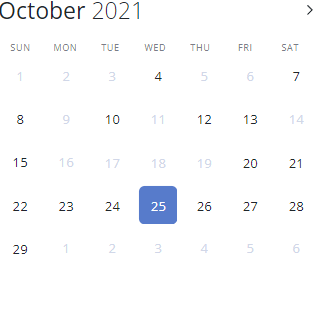 October 2021
SUN MON TUE WED THU FRI SAT
1 2 3 4 5 6 7
8 9 10 11 12 13 14
15 16 17 18 19 20 21
22 23 24 25 26 27 28
29 1 2 3 4 5 6